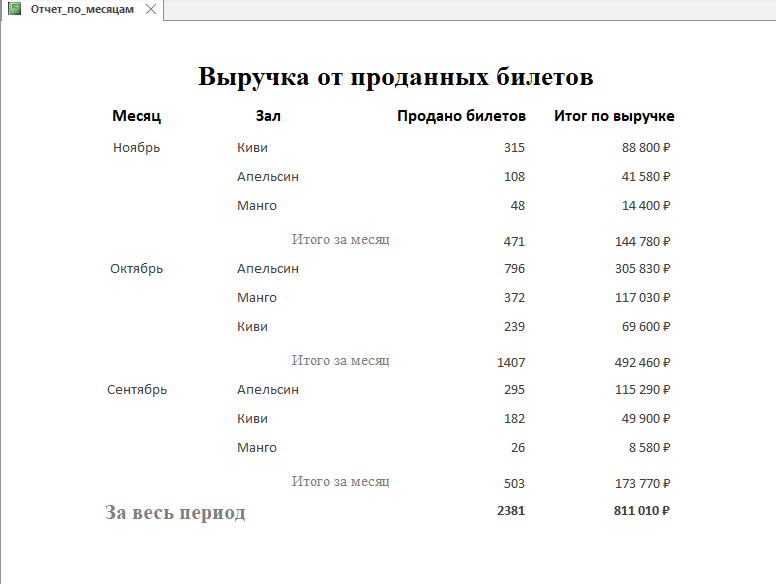 Отчет_по_месяцам
Выручка от проданных билетов
Месяц Зал Продано билетов Итог по выручке
Ноябрь Киви 315 88 800 ₽
Апельсин 108 41 580 ₽
Манго 48 14 400 ₽
Итого за месяц 471 144 780 ₽
Октябрь Апельсин 796 305 830 ₽
Манго 372 117 030 ₽
Киви 239 69 600 ₽
Итого за месяц 1407 492 460 ₽
Сентябрь Апельсин 295 115 290 ₽
Киви 182 49 900 ₽
Манго 26 8 580 ₽
Итого за месяц 503 173 770 ₽
За весь период 2381 811 010 ₽